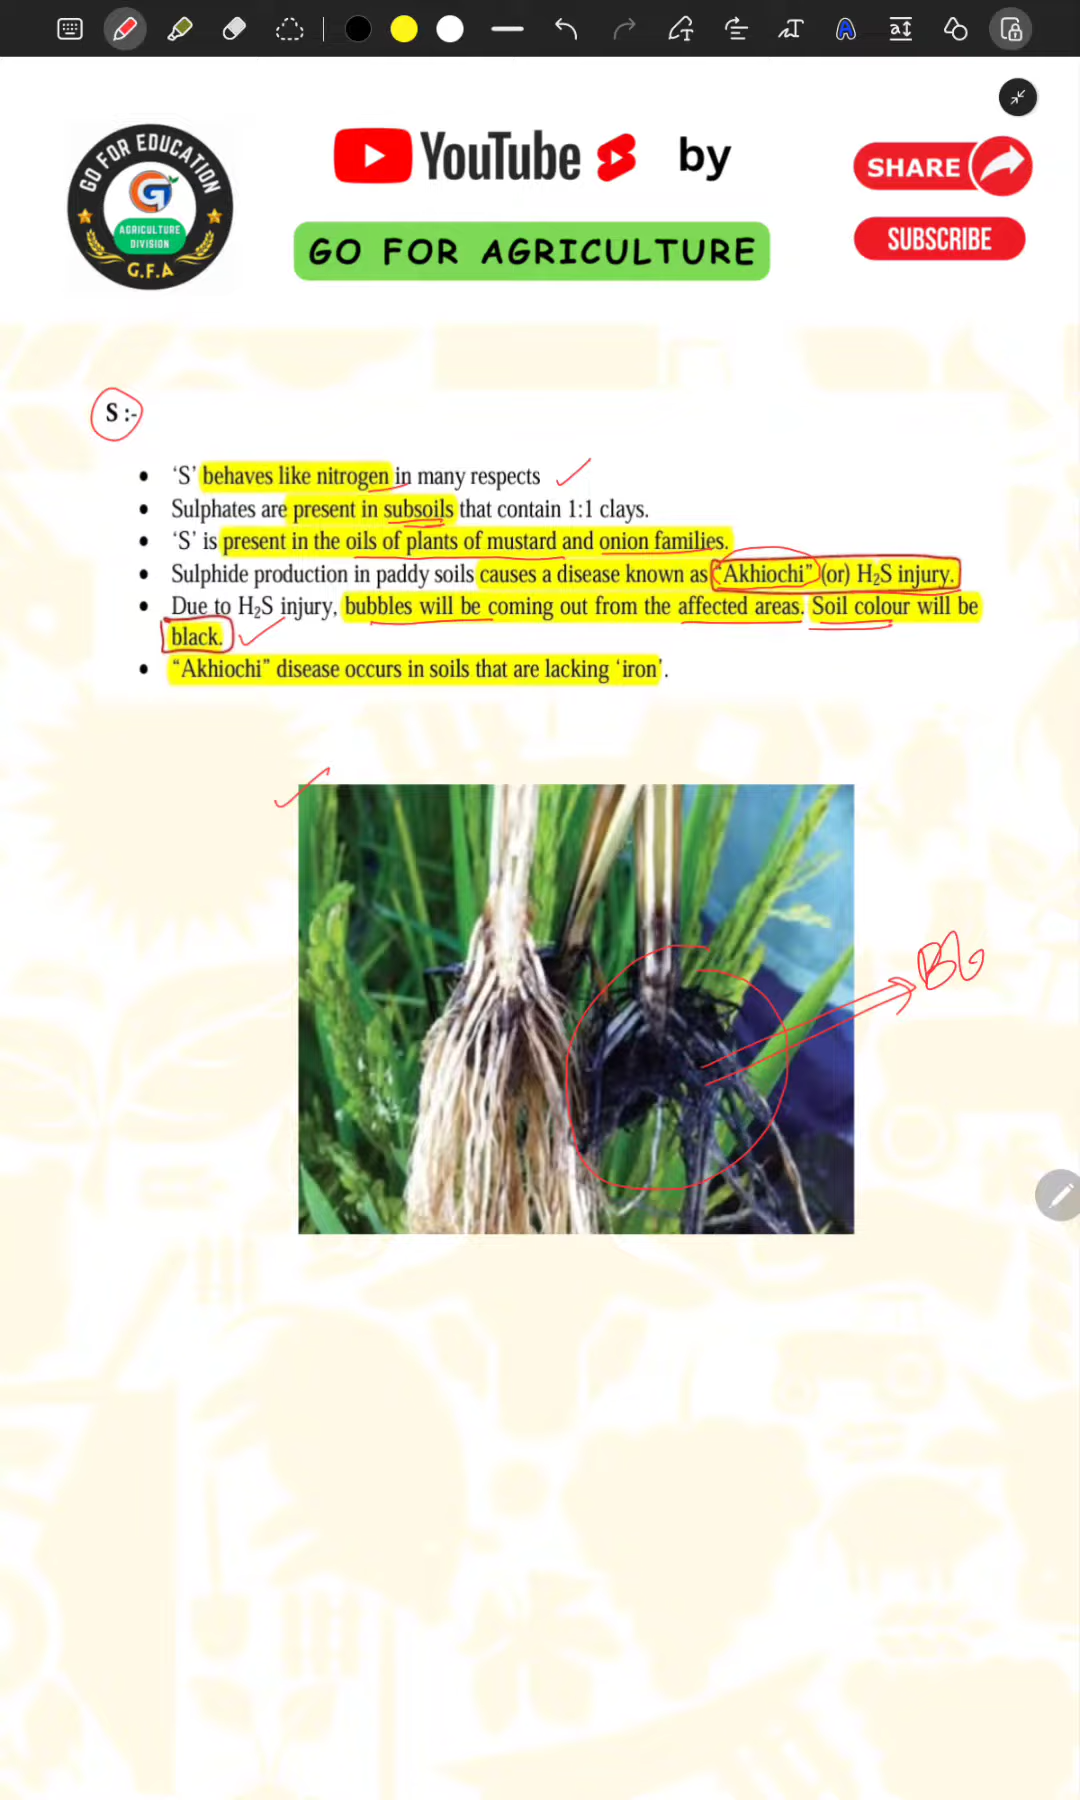 GO FOR EDUCATION
G
AGRICULTURE
DIVISION
G.F.A
YouTube by
GO FOR AGRICULTURE
SHARE
SUBSCRIBE
S :-
• ‘S’ behaves like nitrogen in many respects
• Sulphates are present in subsoils that contain 1:1 clays.
• ‘S’ is present in the oils of plants of mustard and onion families.
• Sulphide production in paddy soils causes a disease known as “Akhiochi” (or) H₂S injury.
• Due to H₂S injury, bubbles will be coming out from the affected areas. Soil colour will be
black.
• “Akhiochi” disease occurs in soils that are lacking ‘iron’.